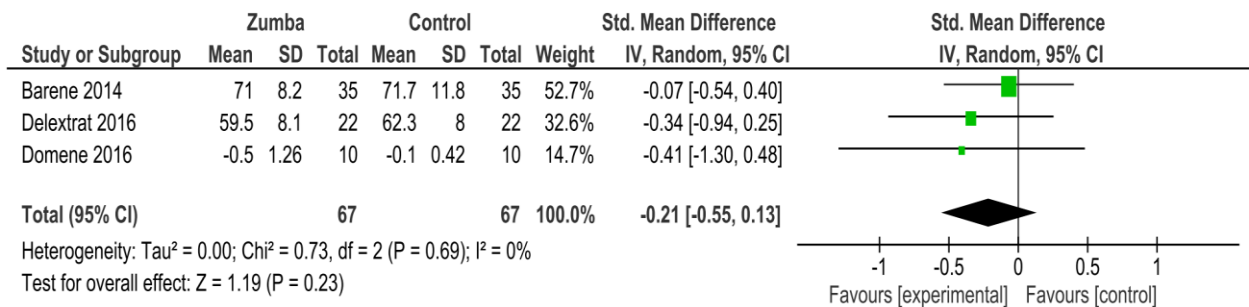 Zumba Control Std. Mean Difference Std. Mean Difference
Study or Subgroup Mean SD Total Mean SD Total Weight IV, Random, 95% CI IV, Random, 95% CI
Barene 2014 71 8.2 35 71.7 11.8 35 52.7% -0.07 [-0.54, 0.40]
Delextrat 2016 59.5 8.1 22 62.3 8 22 32.6% -0.34 [-0.94, 0.25]
Domene 2016 -0.5 1.26 10 -0.1 0.42 10 14.7% -0.41 [-1.30, 0.48]
Total (95% CI) 67 67 100.0% -0.21 [-0.55, 0.13]
Heterogeneity: Tau² = 0.00; Chi² = 0.73, df = 2 (P = 0.69); I² = 0%
Test for overall effect: Z = 1.19 (P = 0.23)
-1 -0.5 0 0.5 1
Favours [experimental] Favours [control]